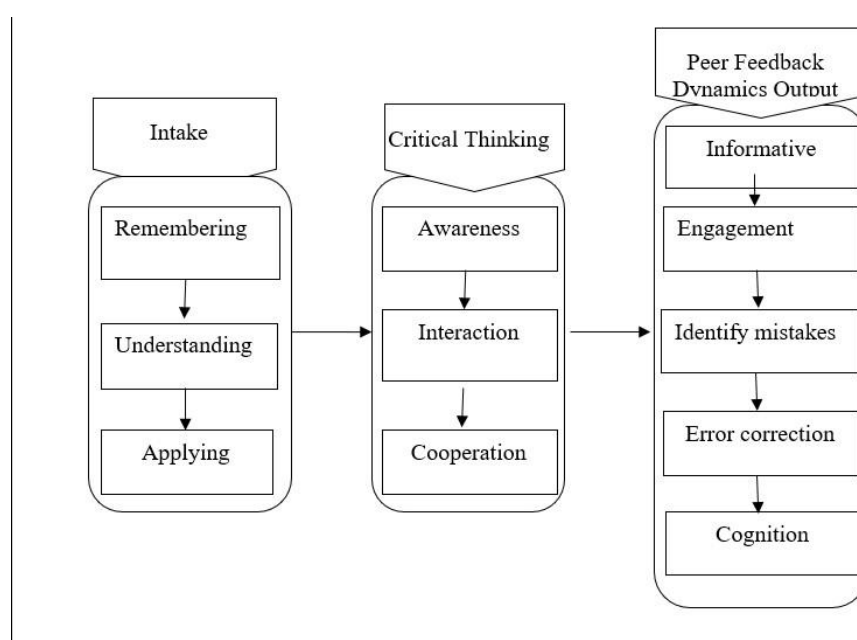 Intake
Remembering
Understanding
Applying
Critical Thinking
Awareness
Interaction
Cooperation
Peer Feedback
Dynamics Output
Informative
Engagement
Identify mistakes
Error correction
Cognition